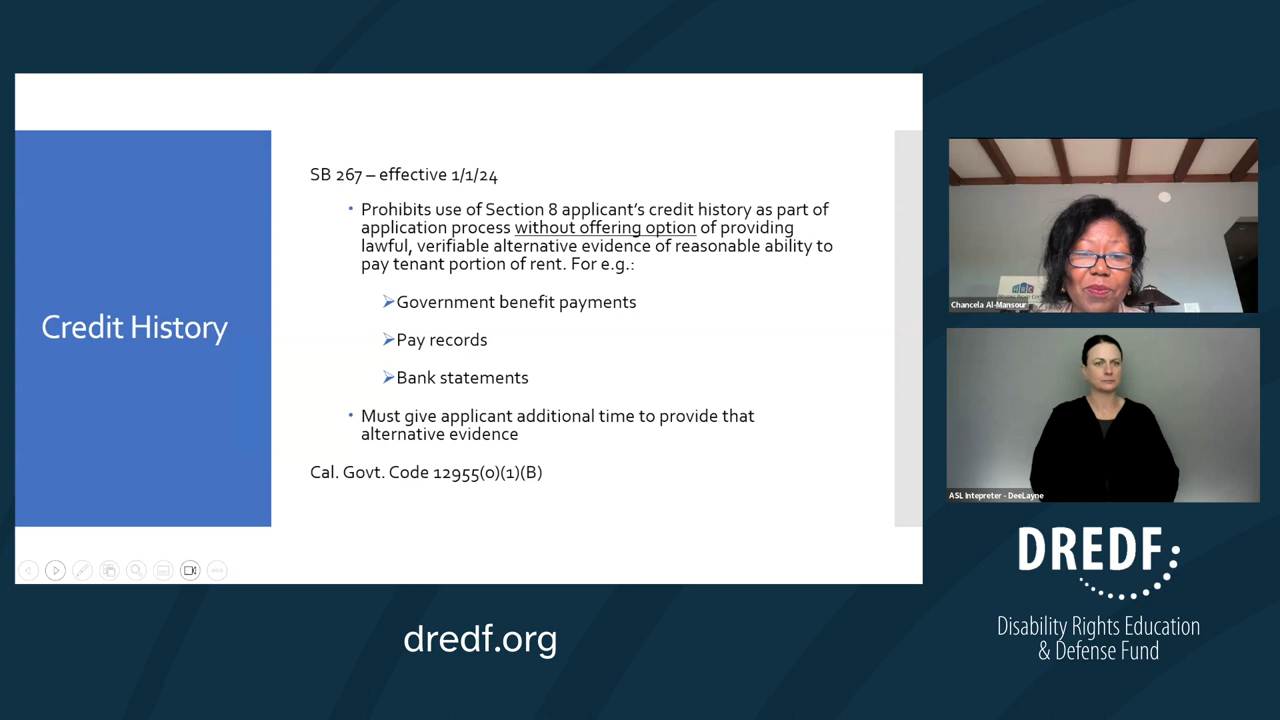 Credit History
SB 267 – effective 1/1/24
• Prohibits use of Section 8 applicant’s credit history as part of
application process without offering option of providing
lawful, verifiable alternative evidence of reasonable ability to
pay tenant portion of rent. For e.g.:
➢Government benefit payments
➢Pay records
➢Bank statements
• Must give applicant additional time to provide that
alternative evidence
Cal. Govt. Code 12955(o)(1)(B)
Chancela Al-Mansour
ASL Intepreter - DeeLayne
DREDF
Disability Rights Education
& Defense Fund
dredf.org